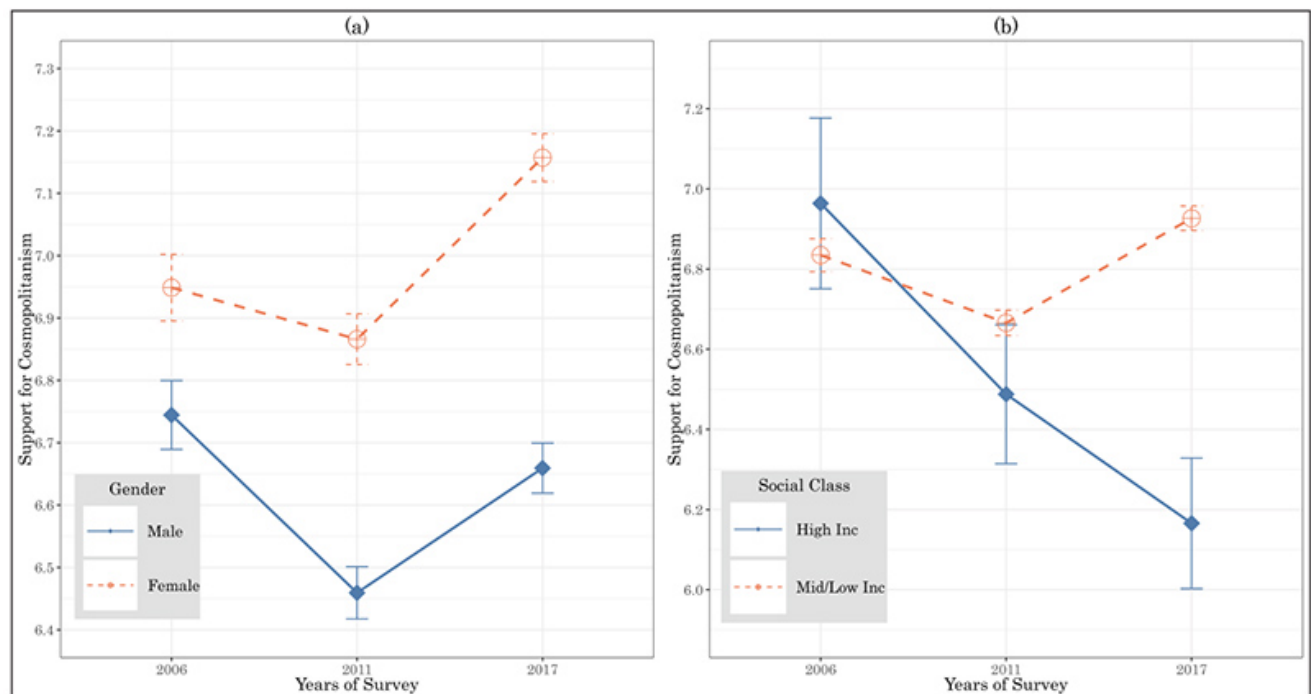 (a)
Support for Cosmopolitanism
7.3
7.2
7.1
7.0
6.9
6.8
6.7
6.6
6.5
6.4
Gender
Male
Female
2006
2011
2017
Years of Survey
(b)
Support for Cosmopolitanism
7.2
7.0
6.8
6.6
6.4
6.2
6.0
Social Class
High Inc
Mid/Low Inc
2006
2011
2017
Years of Survey